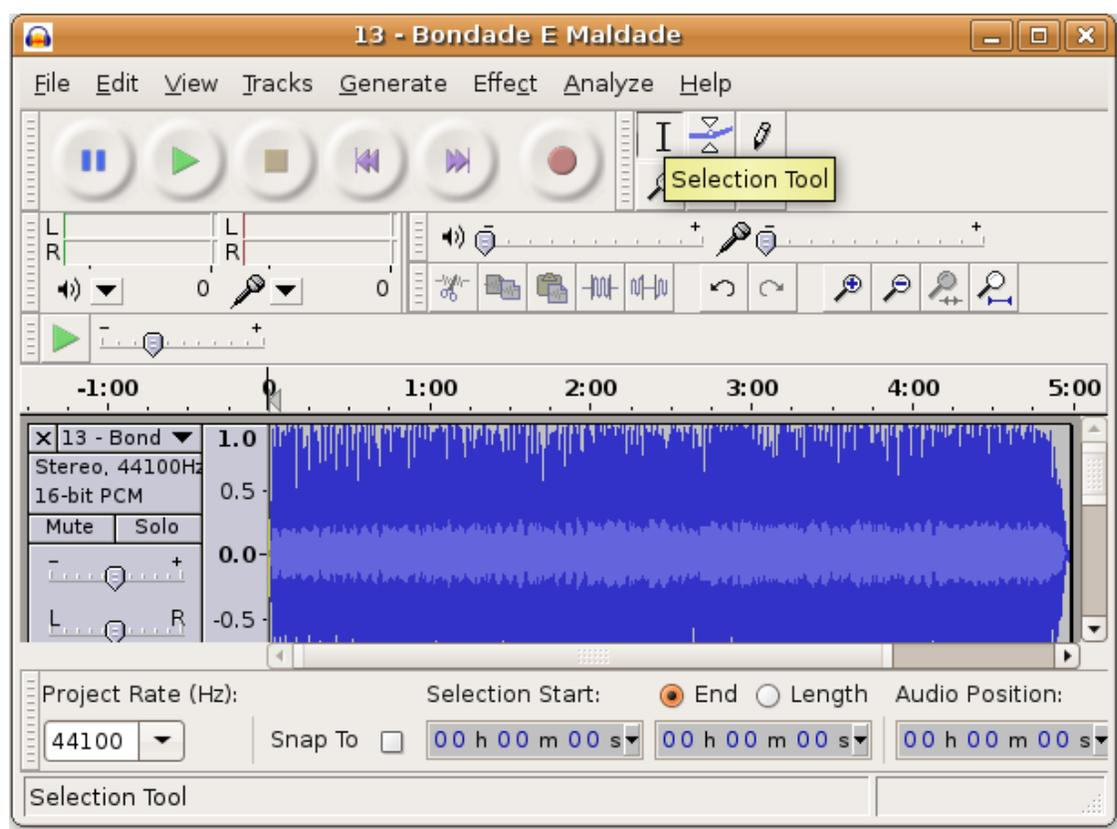 13 - Bondade E Maldade
File Edit View Tracks Generate Effect Analyze Help
Selection Tool
L L
R R
- +
- +
0 0
- +
-1:00 0 1:00 2:00 3:00 4:00 5:00
X 13 - Bond 1.0
Stereo, 44100Hz
16-bit PCM 0.5
Mute Solo
- + 0.0
L R -0.5
Project Rate (Hz): Selection Start: End Length Audio Position:
44100 Snap To 00 h 00 m 00 s 00 h 00 m 00 s 00 h 00 m 00 s
Selection Tool